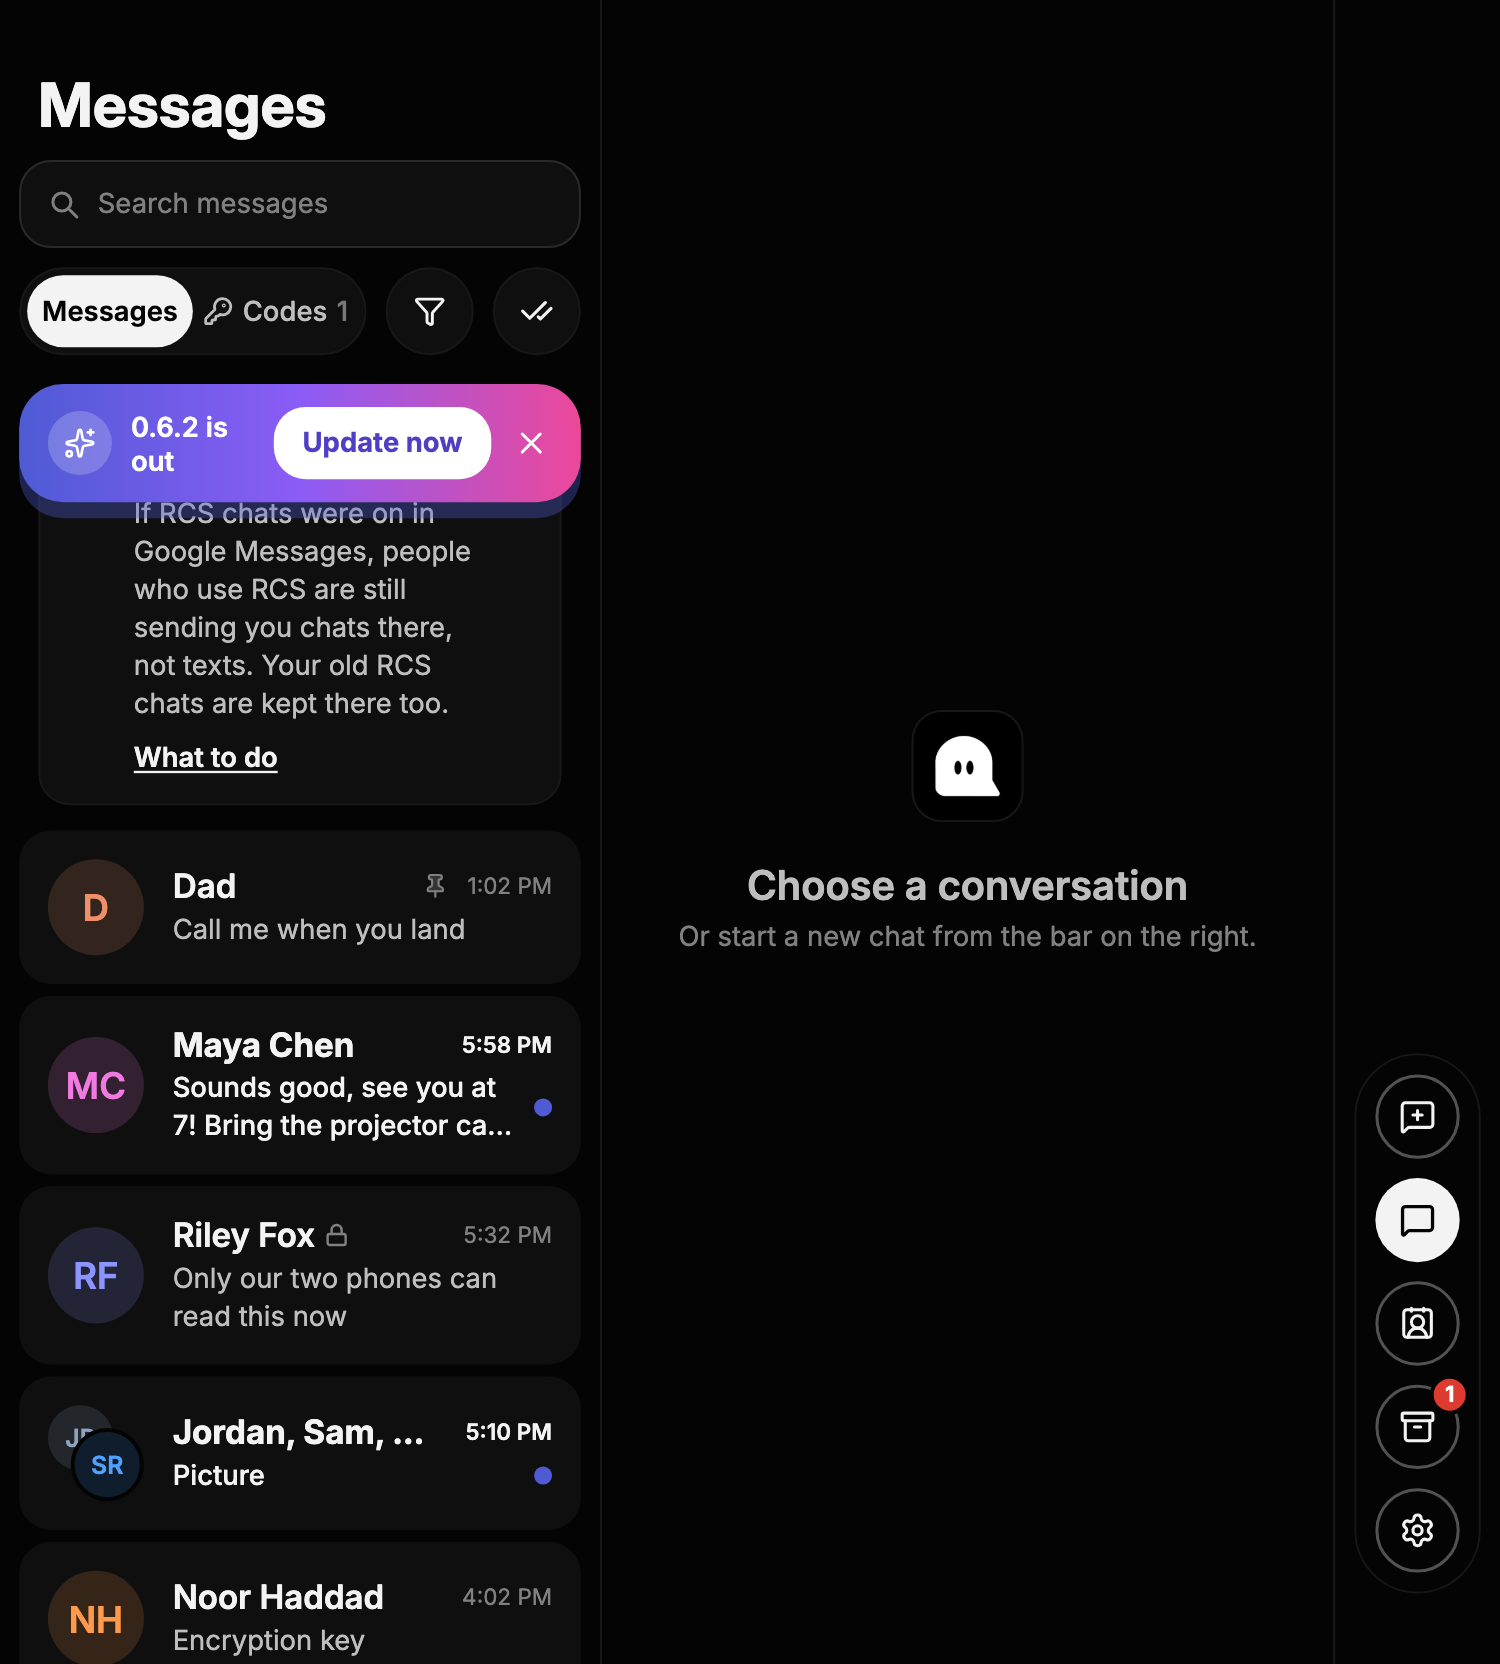 Messages
Search messages
Messages
Codes 1
0.6.2 is
out
Update now
If RCS chats were on in
Google Messages, people
who use RCS are still
sending you chats there,
not texts. Your old RCS
chats are kept there too.
What to do
D
Dad
1:02 PM
Call me when you land
MC
Maya Chen
5:58 PM
Sounds good, see you at
7! Bring the projector ca...
RF
Riley Fox
5:32 PM
Only our two phones can
read this now
SR
Jordan, Sam, ...
5:10 PM
Picture
NH
Noor Haddad
4:02 PM
Encryption key
Choose a conversation
Or start a new chat from the bar on the right.
1